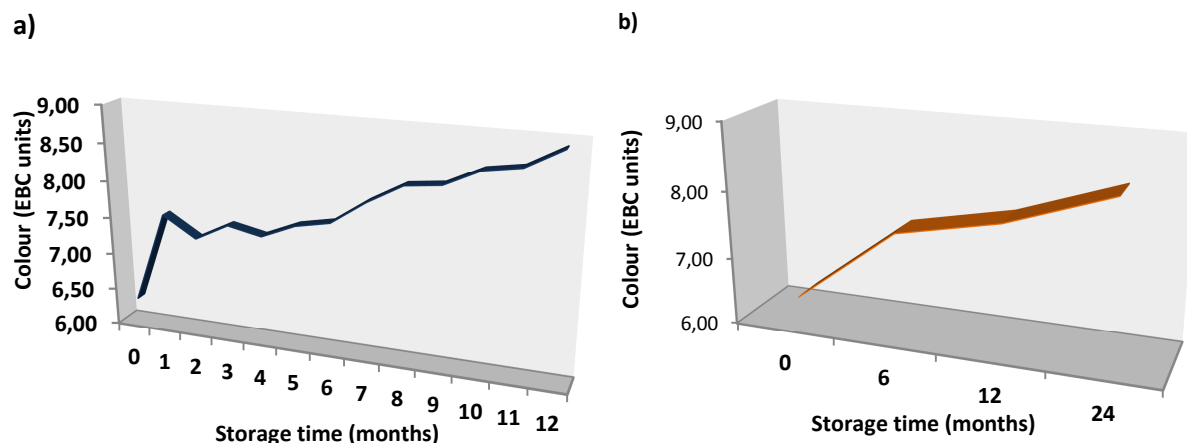 a)
Colour (EBC units)
9,00
8,50
8,00
7,50
7,00
6,50
6,00
0 1 2 3 4 5 6 7 8 9 10 11 12
Storage time (months)
b)
Colour (EBC units)
9,00
8,00
7,00
6,00
0 6 12 24
Storage time (months)